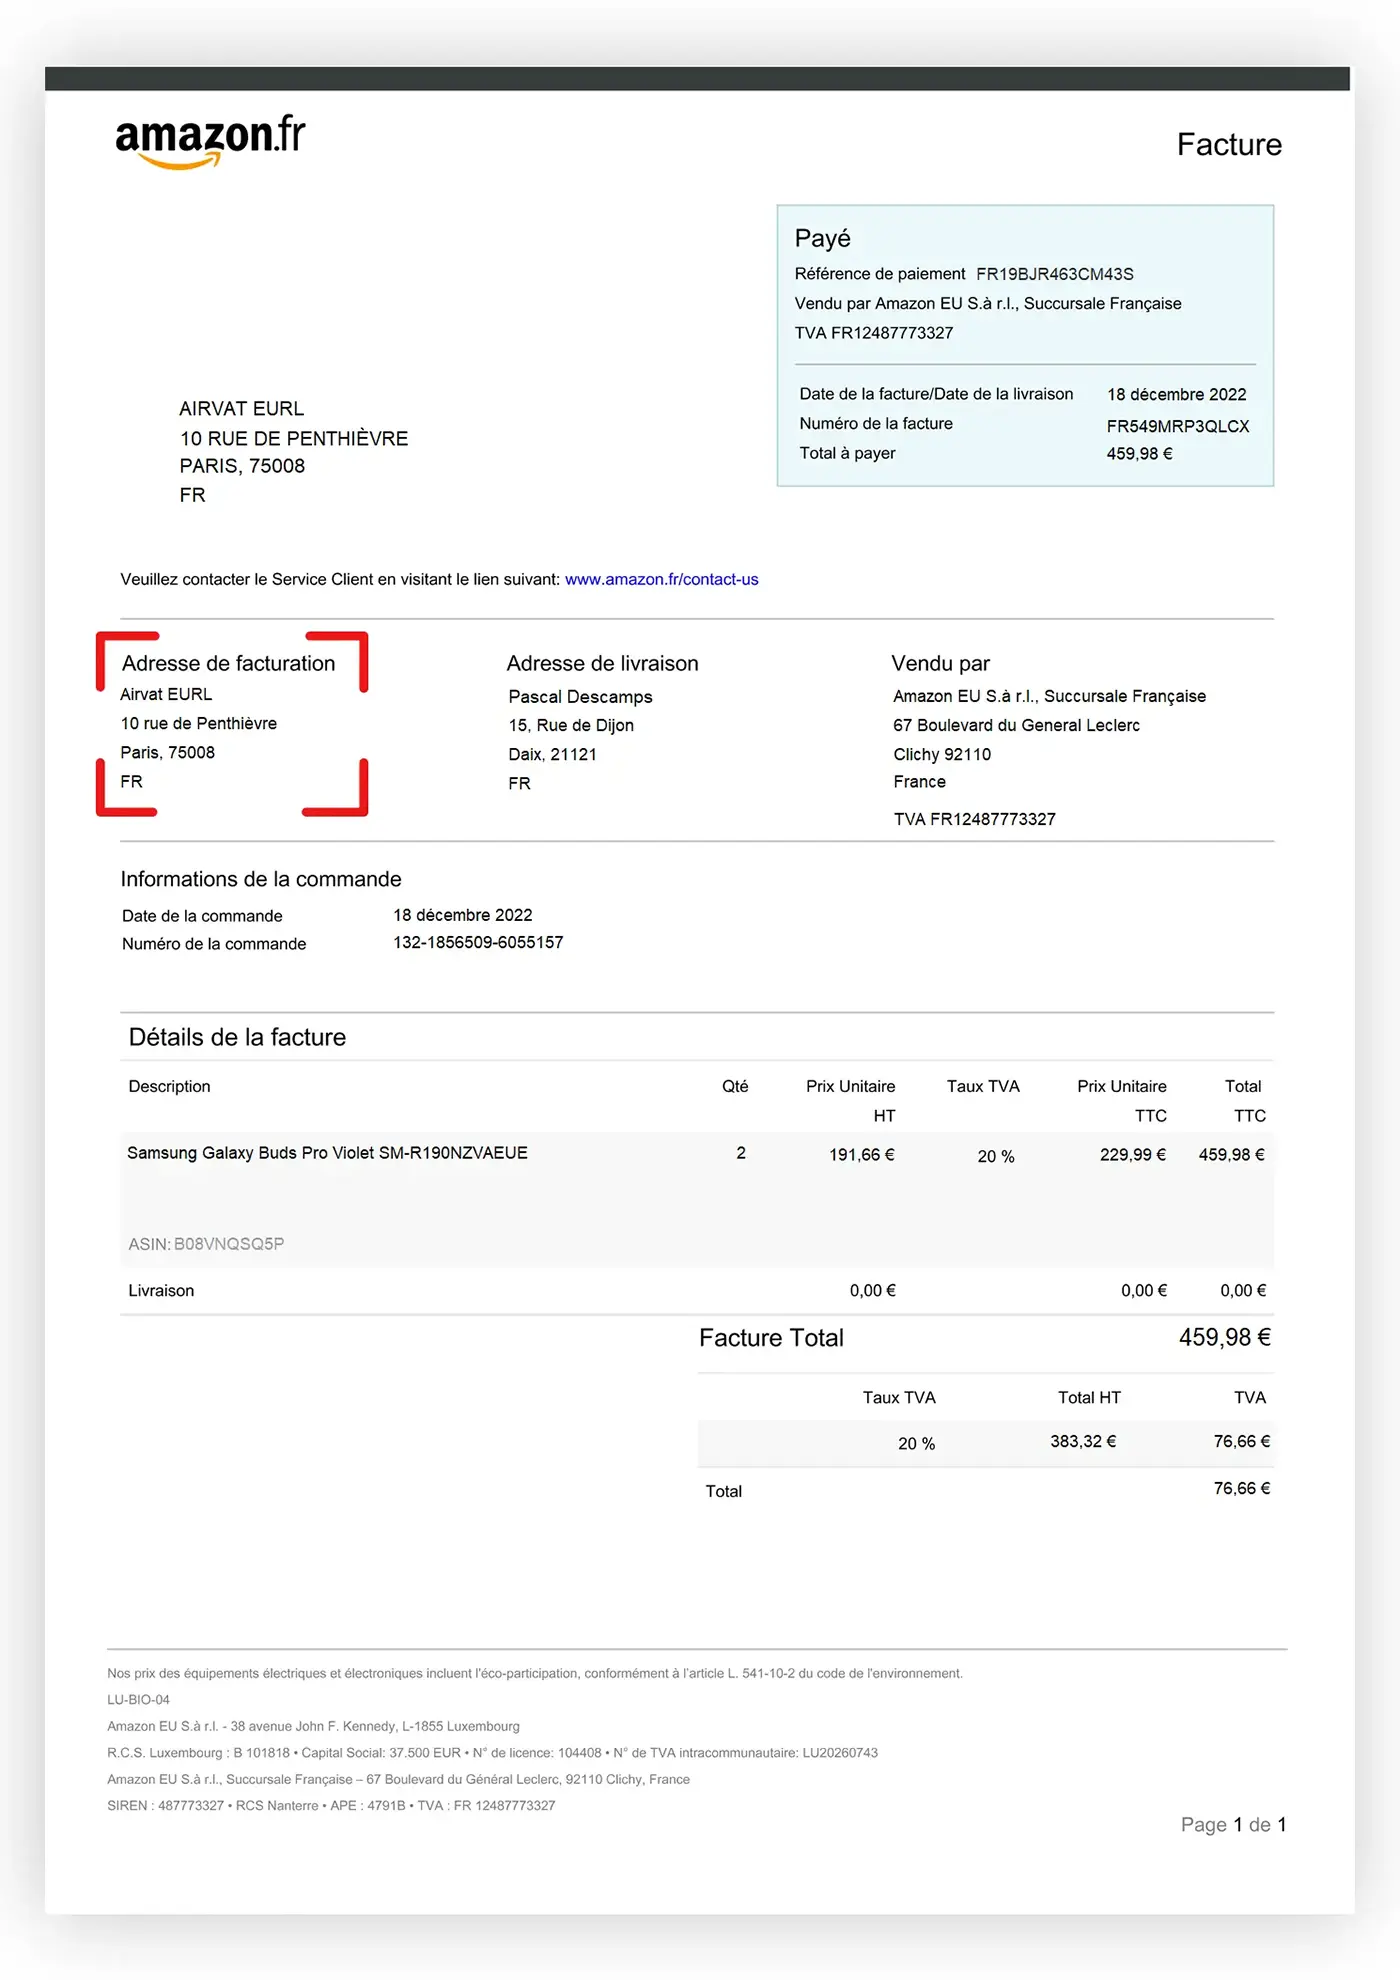 amazon.fr
Facture
Payé
Référence de paiement FR19BJR463CM43S
Vendu par Amazon EU S.à r.l., Succursale Française
TVA FR12487773327
Date de la facture/Date de la livraison 18 décembre 2022
Numéro de la facture FR549MRP3QLCX
Total à payer 459,98 €
AIRVAT EURL
10 RUE DE PENTHIÈVRE
PARIS, 75008
FR
Veuillez contacter le Service Client en visitant le lien suivant: www.amazon.fr/contact-us
Adresse de facturation
Airvat EURL
10 rue de Penthièvre
Paris, 75008
FR
Adresse de livraison
Pascal Descamps
15, Rue de Dijon
Daix, 21121
FR
Vendu par
Amazon EU S.à r.l., Succursale Française
67 Boulevard du General Leclerc
Clichy 92110
France
TVA FR12487773327
Informations de la commande
Date de la commande 18 décembre 2022
Numéro de la commande 132-1856509-6055157
Détails de la facture
Description Qté Prix Unitaire Taux TVA Prix Unitaire Total
HT TTC TTC
Samsung Galaxy Buds Pro Violet SM-R190NZVAEUE 2 191,66 € 20 % 229,99 € 459,98 €
ASIN: B08VNQSQ5P
Livraison 0,00 € 0,00 € 0,00 €
Facture Total 459,98 €
Taux TVA Total HT TVA
20 % 383,32 € 76,66 €
Total 76,66 €
Nos prix des équipements électriques et électroniques incluent l'éco-participation, conformément à l'article L. 541-10-2 du code de l'environnement.
LU-BIO-04
Amazon EU S.à r.l. - 38 avenue John F. Kennedy, L-1855 Luxembourg
R.C.S. Luxembourg : B 101818 • Capital Social: 37.500 EUR • N° de licence: 104408 • N° de TVA intracommunautaire: LU20260743
Amazon EU S.à r.l., Succursale Française – 67 Boulevard du Général Leclerc, 92110 Clichy, France
SIREN : 487773327 • RCS Nanterre • APE : 4791B • TVA : FR 12487773327
Page 1 de 1